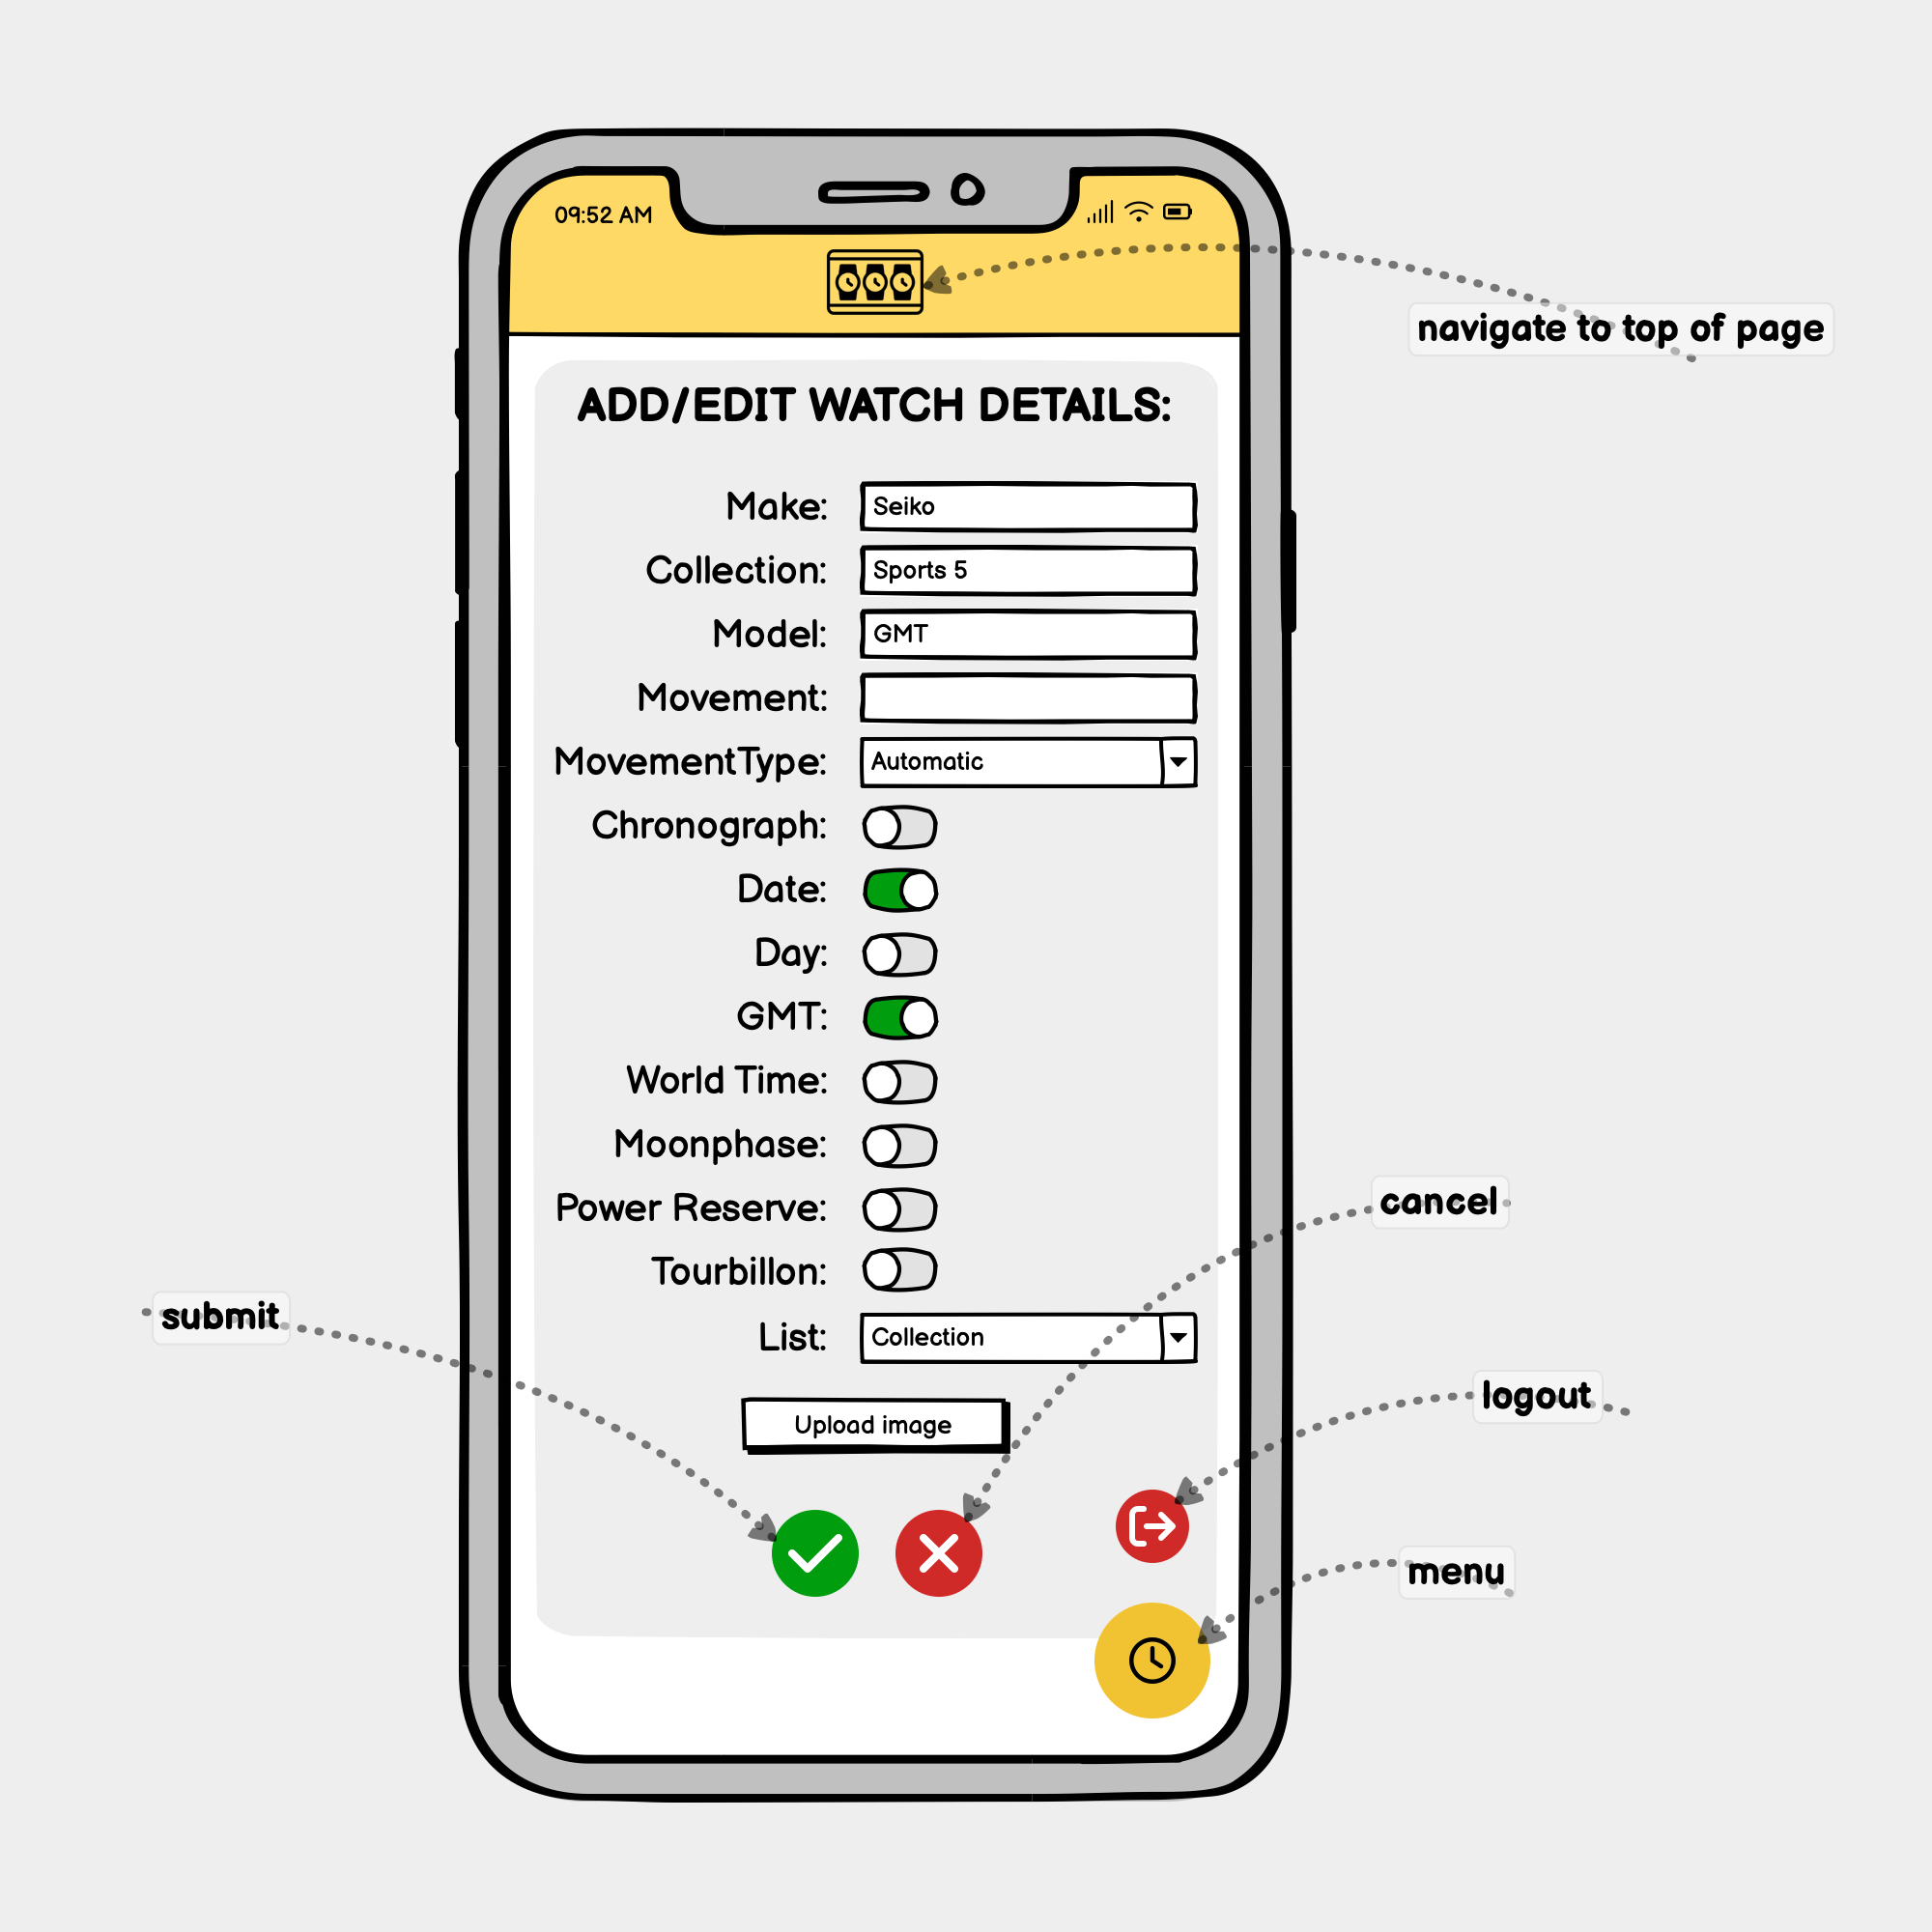 09:52 AM
navigate to top of page
ADD/EDIT WATCH DETAILS:
Make: Seiko
Collection: Sports 5
Model: GMT
Movement:
MovementType: Automatic
Chronograph:
Date:
Day:
GMT:
World Time:
Moonphase:
Power Reserve:
cancel
Tourbillon:
submit
List: Collection
logout
Upload image
menu